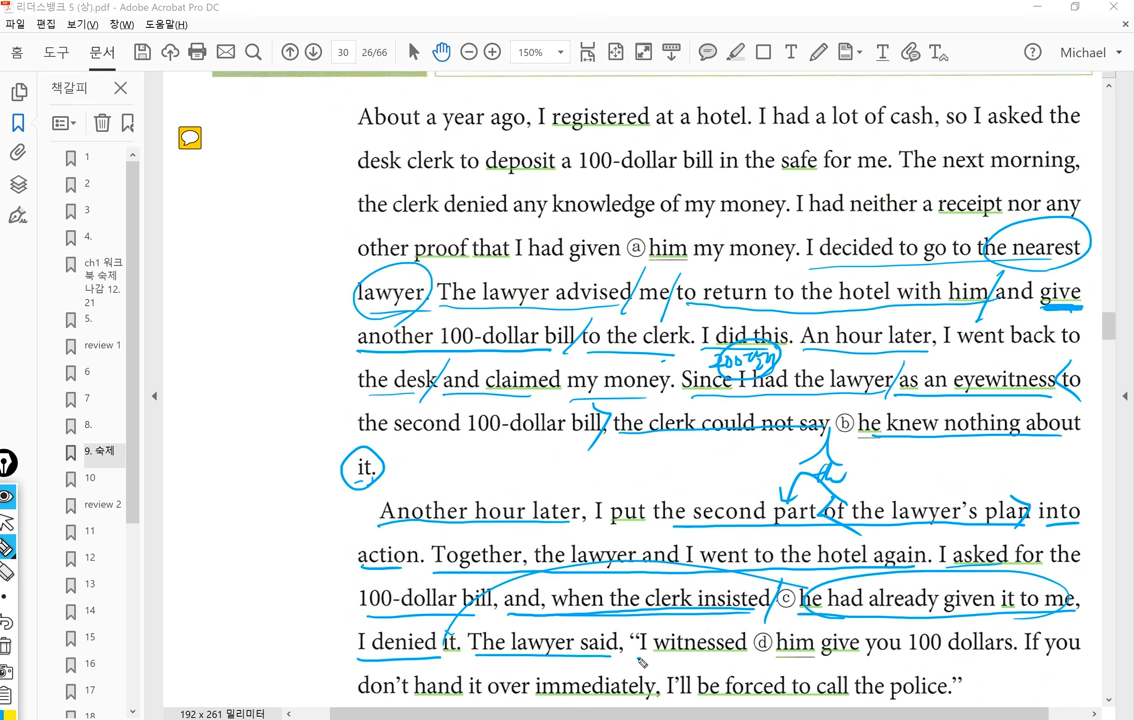 리더스뱅크 5 (상).pdf - Adobe Acrobat Pro DC
파일 편집 보기(V) 창(W) 도움말(H)
홈 도구 문서 30 26/66 150% Michael
책갈피
1
2
3
4.
ch1 워크
북 숙제
나감 12.
21
5.
review 1
6
7
8.
9. 숙제
10
review 2
11
12
13
14
15
16
17
18
About a year ago, I registered at a hotel. I had a lot of cash, so I asked the
desk clerk to deposit a 100-dollar bill in the safe for me. The next morning,
the clerk denied any knowledge of my money. I had neither a receipt nor any
other proof that I had given ⓐ him my money. I decided to go to the nearest
lawyer. The lawyer advised me to return to the hotel with him and give
another 100-dollar bill to the clerk. I did this. An hour later, I went back to
the desk and claimed my money. Since I had the lawyer as an eyewitness to
the second 100-dollar bill, the clerk could not say ⓑ he knew nothing about
it.
Another hour later, I put the second part of the lawyer's plan into
action. Together, the lawyer and I went to the hotel again. I asked for the
100-dollar bill, and, when the clerk insisted ⓒ he had already given it to me,
I denied it. The lawyer said, “I witnessed ⓓ him give you 100 dollars. If you
don't hand it over immediately, I'll be forced to call the police.”
192 x 261 밀리미터